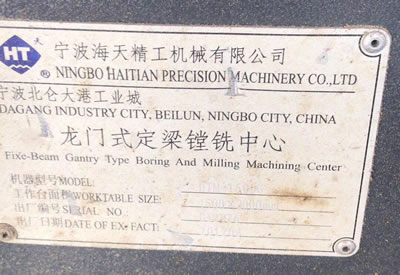 HT 宁波海天精工机械有限公司
® NINGBO HAITIAN PRECISION MACHINERY CO.,LTD
宁波北仑大港工业城
DAGANG INDUSTRY CITY, BEILUN, NINGBO CITY, CHINA
龙门式定梁镗铣中心
Fixe-Beam Gantry Type Boring And Milling Machining Center
机器型号MODEL:
工作台面积WORKTABLE SIZE:
出厂编号SERIAL NO.
出厂日期DATE OF EX·FACT: